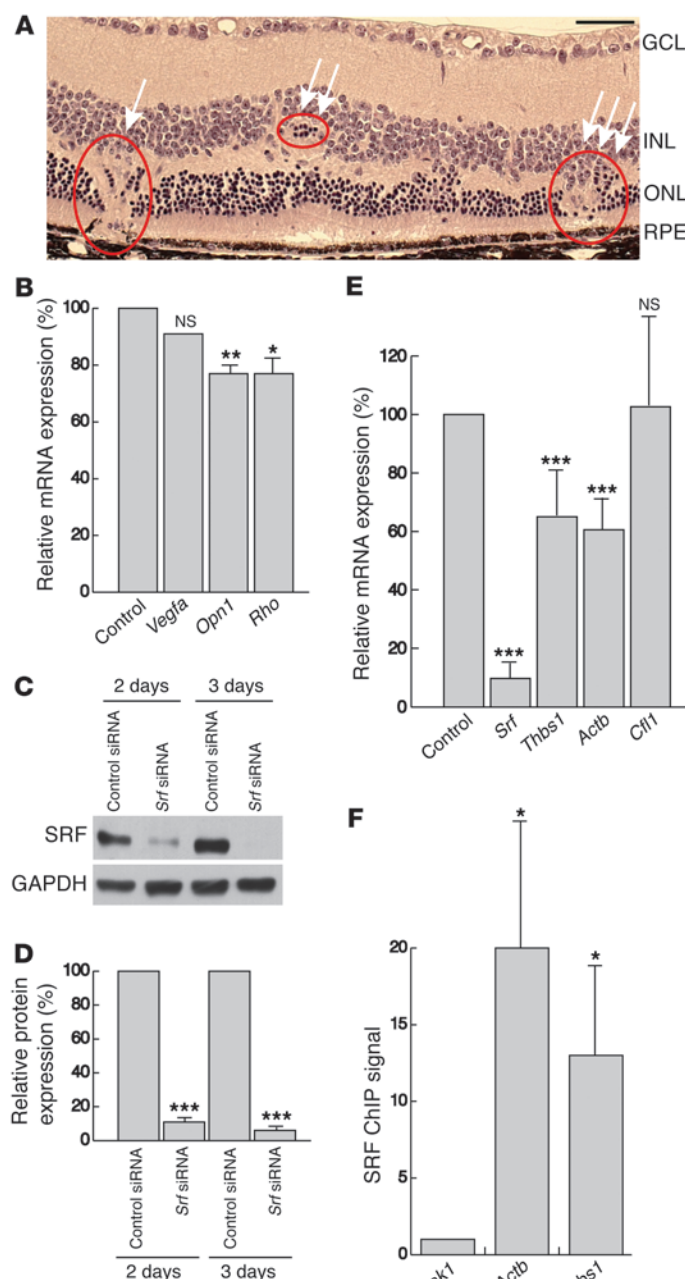 A
GCL
INL
ONL
RPE
B
Relative mRNA expression (%)
100
80
60
40
20
0
NS
**
*
Control
Vegfa
Opn1
Rho
C
2 days
3 days
Control siRNA
Srf siRNA
Control siRNA
Srf siRNA
SRF
GAPDH
D
Relative protein
expression (%)
100
80
60
40
20
0
***
***
Control siRNA
Srf siRNA
Control siRNA
Srf siRNA
2 days
3 days
E
Relative mRNA expression (%)
120
100
80
60
40
20
0
***
***
***
NS
Control
Srf
Thbs1
Actb
Cfl1
F
SRF ChIP signal
20
15
10
5
0
*
*
Actb